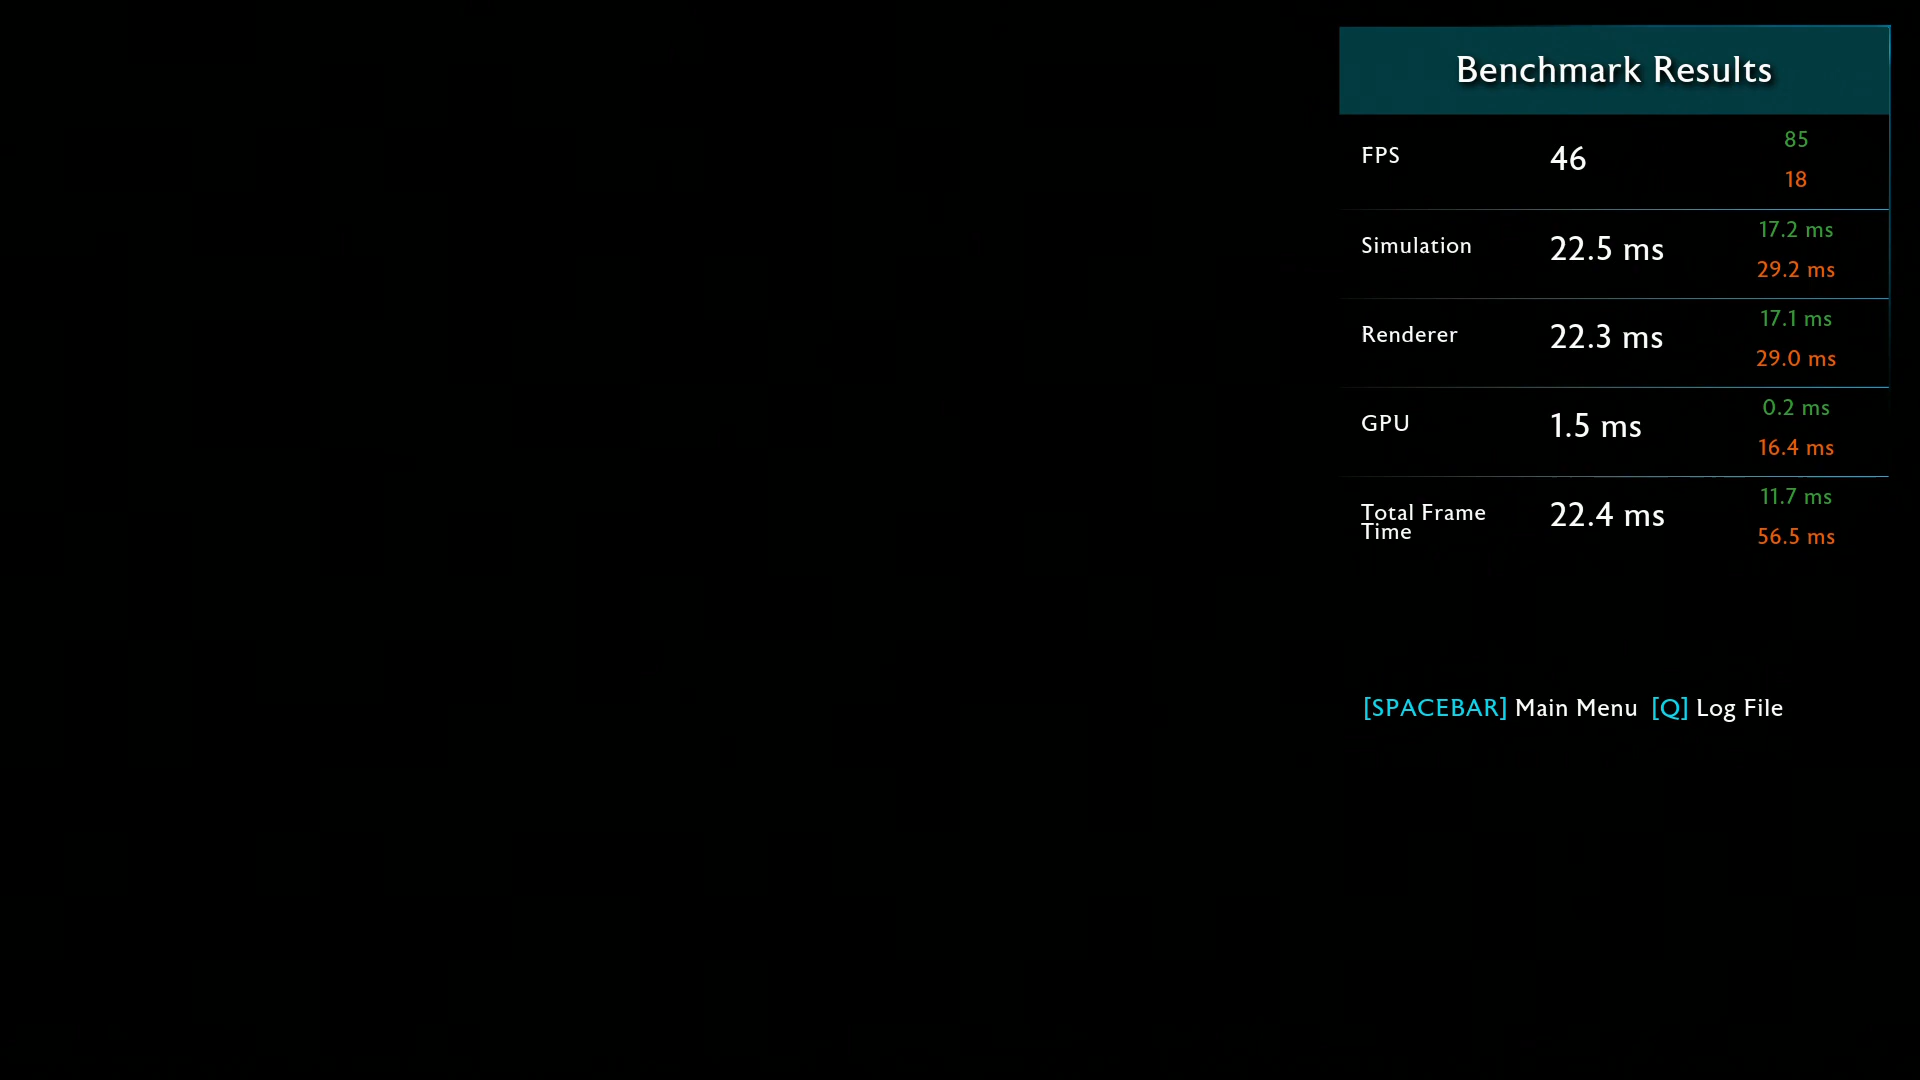 Benchmark Results
FPS 46 85
18
Simulation 22.5 ms 17.2 ms
29.2 ms
Renderer 22.3 ms 17.1 ms
29.0 ms
GPU 1.5 ms 0.2 ms
16.4 ms
Total Frame Time 22.4 ms 11.7 ms
56.5 ms
[SPACEBAR] Main Menu [Q] Log File